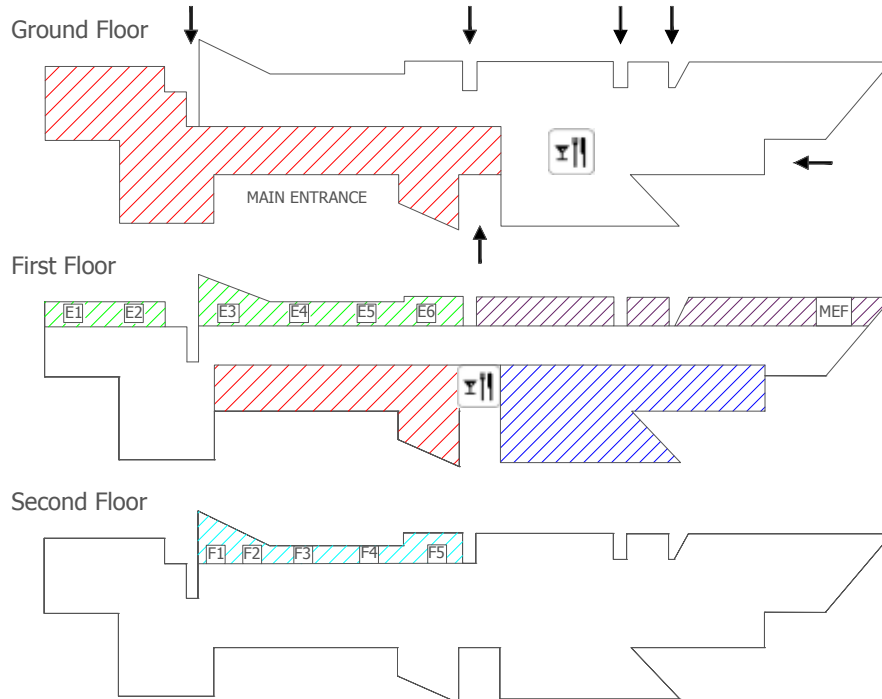 Ground Floor
MAIN ENTRANCE
First Floor
E1 E2 E3 E4 E5 E6 MEF
Second Floor
F1 F2 F3 F4 F5